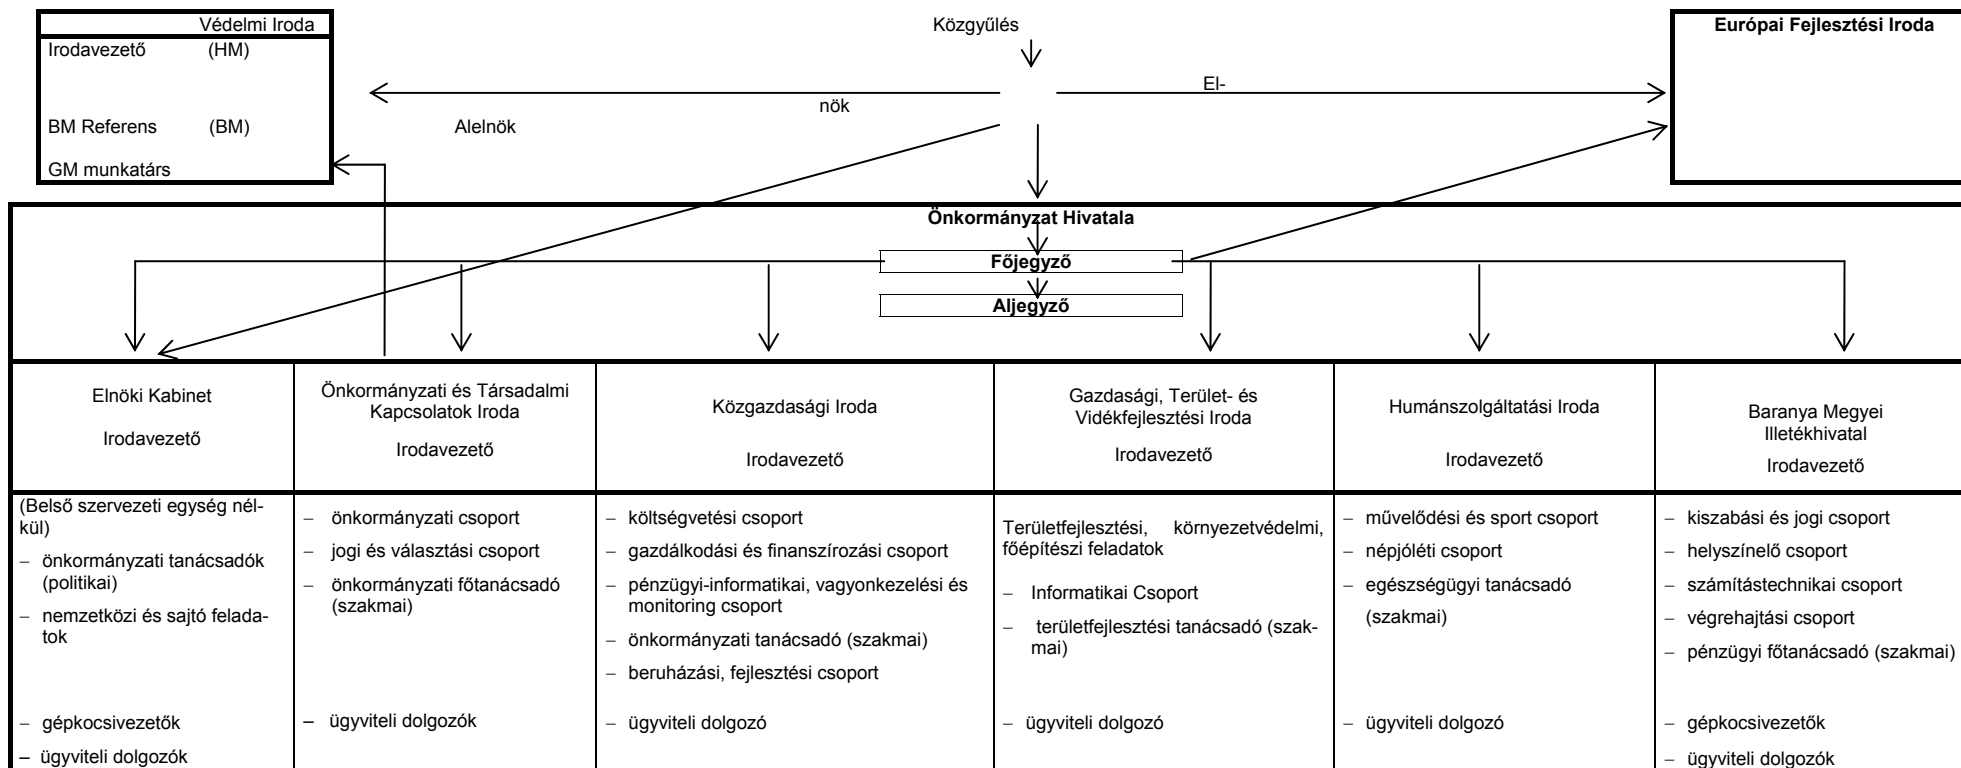 Védelmi Iroda
Irodavezető (HM)
BM Referens (BM)
GM munkatárs
Közgyűlés
El-
nök
Alelnök
Európai Fejlesztési Iroda
Önkormányzat Hivatala
Főjegyző
Aljegyző
Elnöki Kabinet
Irodavezető
(Belső szervezeti egység nél-
kül)
– önkormányzati tanácsadók
(politikai)
– nemzetközi és sajtó felada-
tok
– gépkocsivezetők
– ügyviteli dolgozók
Önkormányzati és Társadalmi
Kapcsolatok Iroda
Irodavezető
– önkormányzati csoport
– jogi és választási csoport
– önkormányzati főtanácsadó
(szakmai)
– ügyviteli dolgozók
Közgazdasági Iroda
Irodavezető
– költségvetési csoport
– gazdálkodási és finanszírozási csoport
– pénzügyi-informatikai, vagyonkezelési és
monitoring csoport
– önkormányzati tanácsadó (szakmai)
– beruházási, fejlesztési csoport
– ügyviteli dolgozó
Gazdasági, Terület- és
Vidékfejlesztési Iroda
Irodavezető
Területfejlesztési, környezetvédelmi,
főépítészi feladatok
– Informatikai Csoport
– területfejlesztési tanácsadó (szak-
mai)
– ügyviteli dolgozó
Humánszolgáltatási Iroda
Irodavezető
– művelődési és sport csoport
– népjóléti csoport
– egészségügyi tanácsadó
(szakmai)
– ügyviteli dolgozó
Baranya Megyei
Illetékhivatal
Irodavezető
– kiszabási és jogi csoport
– helyszínelő csoport
– számítástechnikai csoport
– végrehajtási csoport
– pénzügyi főtanácsadó (szakmai)
– gépkocsivezetők
– ügyviteli dolgozók